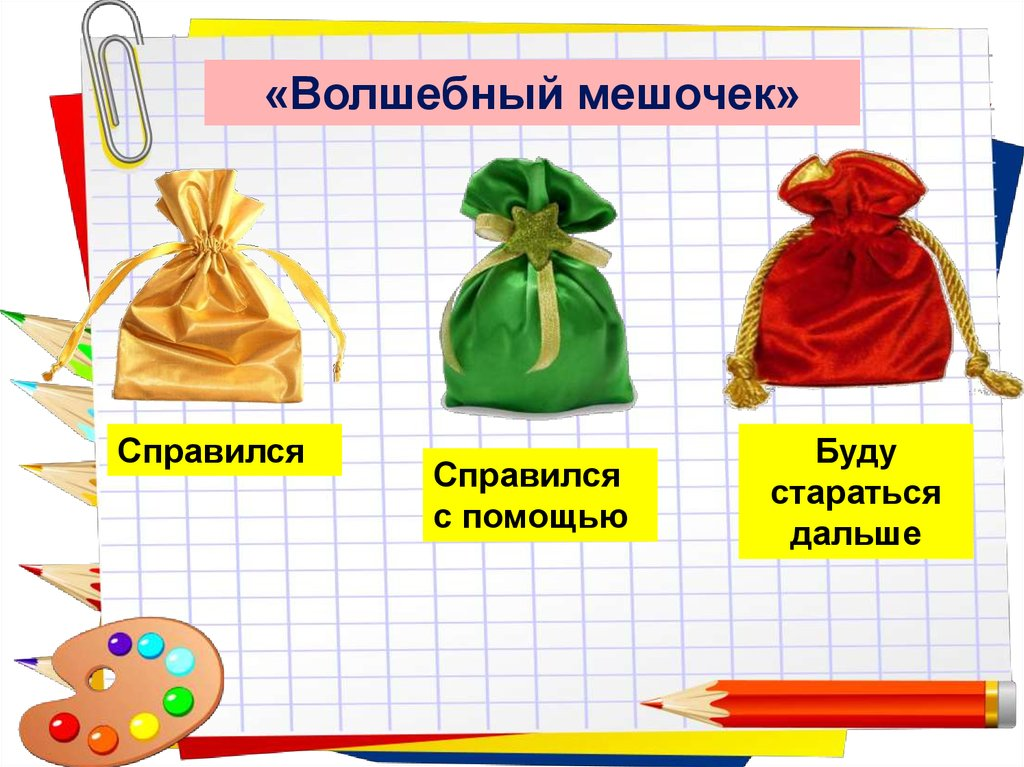 «Волшебный мешочек»
Справился
Справился
с помощью
Буду
стараться
дальше